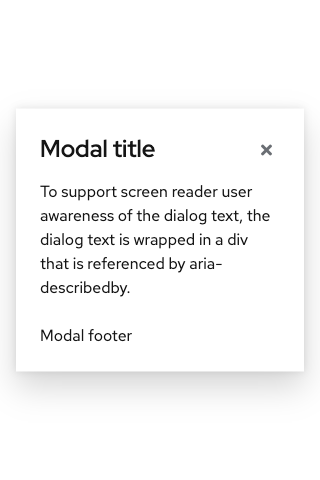 Modal title
To support screen reader user
awareness of the dialog text, the
dialog text is wrapped in a div
that is referenced by aria-
describedby.
Modal footer